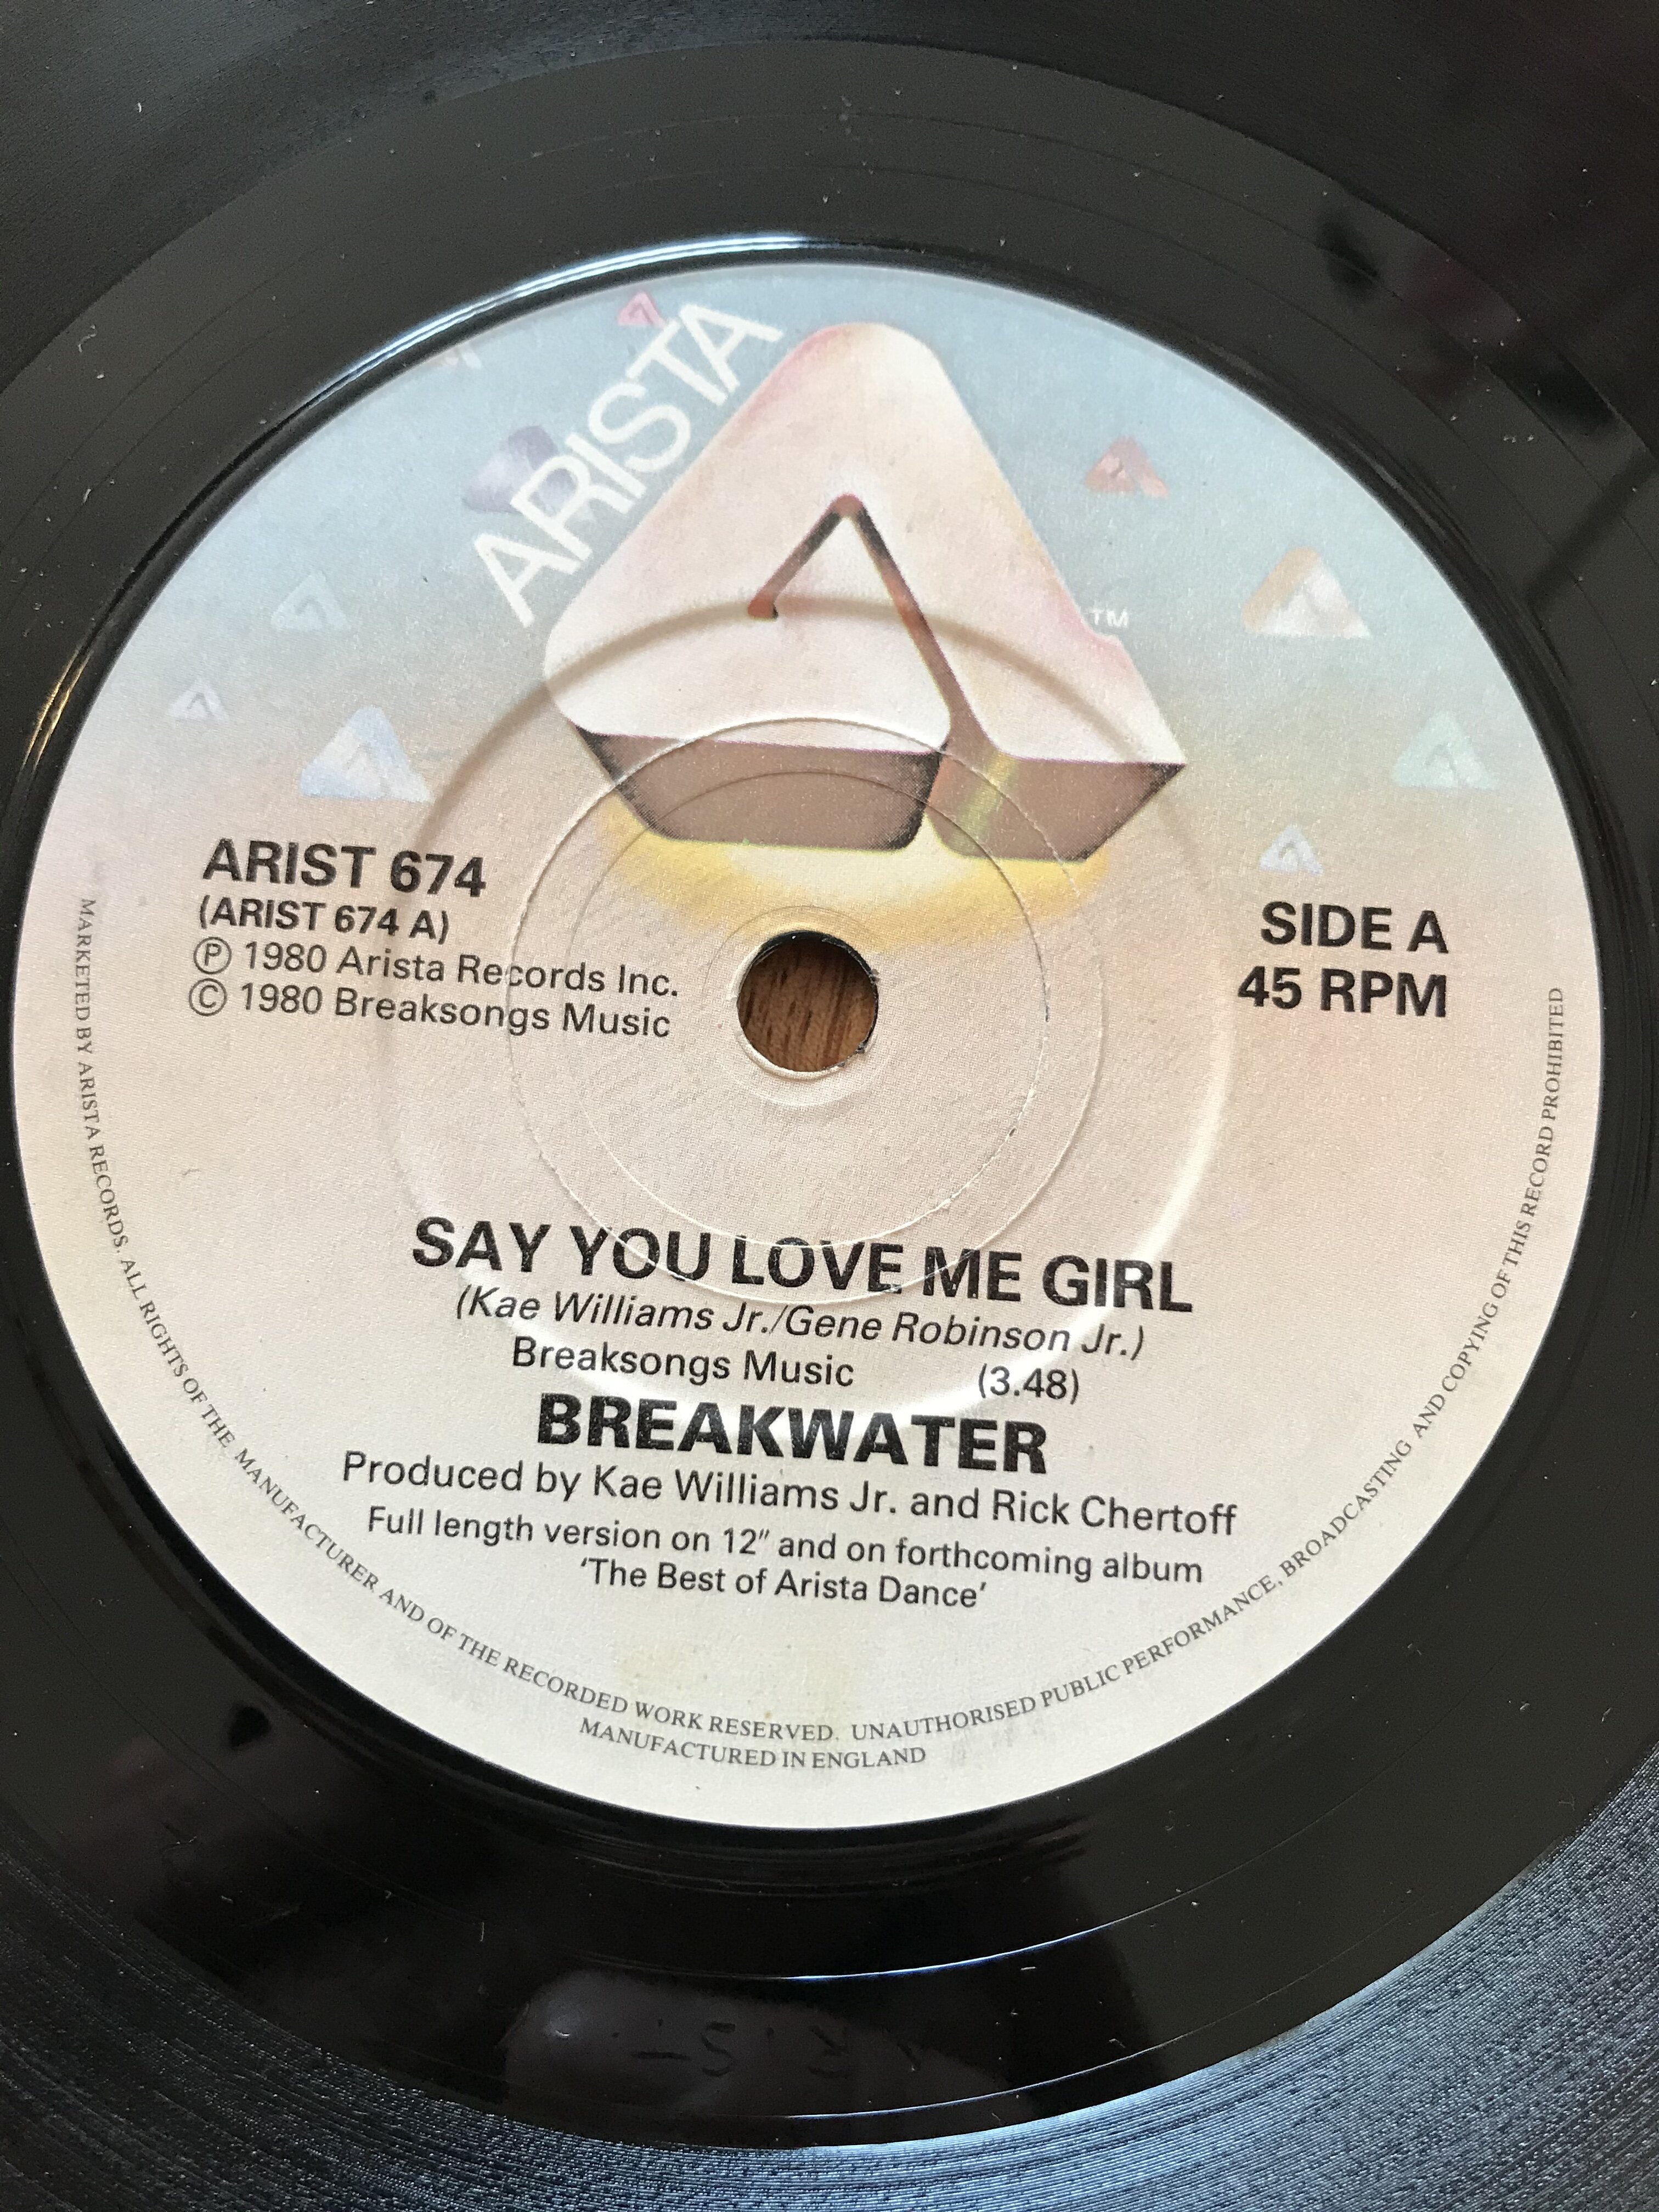 ARISTA
TM
ARIST 674
(ARIST 674 A)
℗ 1980 Arista Records Inc.
© 1980 Breaksongs Music
SIDE A
45 RPM
SAY YOU LOVE ME GIRL
(Kae Williams Jr./Gene Robinson Jr.)
Breaksongs Music (3.48)
BREAKWATER
Produced by Kae Williams Jr. and Rick Chertoff
Full length version on 12" and on forthcoming album
'The Best of Arista Dance'
MARKETED BY ARISTA RECORDS. ALL RIGHTS OF THE MANUFACTURER AND OF THE RECORDED WORK RESERVED. UNAUTHORISED PUBLIC PERFORMANCE, BROADCASTING AND COPYING OF THIS RECORD PROHIBITED
MANUFACTURED IN ENGLAND